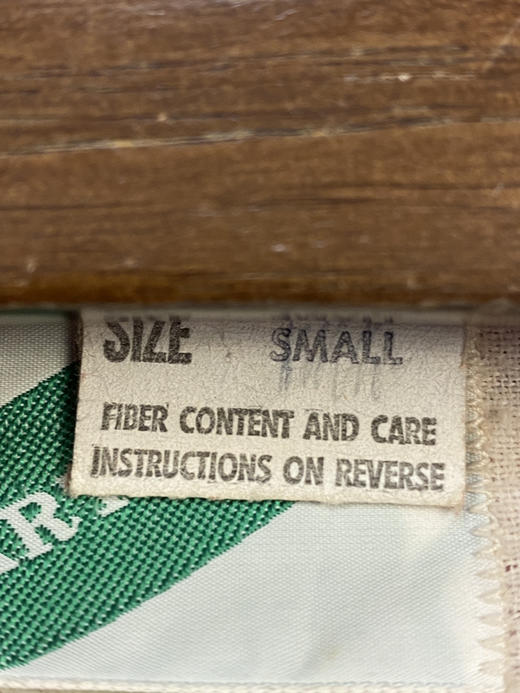 SIZE SMALL
FIBER CONTENT AND CARE
INSTRUCTIONS ON REVERSE